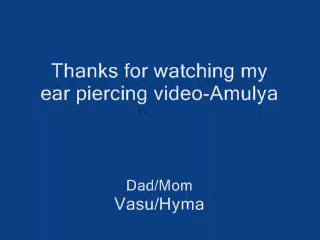 Thanks for watching my
ear piercing video-Amulya
Dad/Mom
Vasu/Hyma